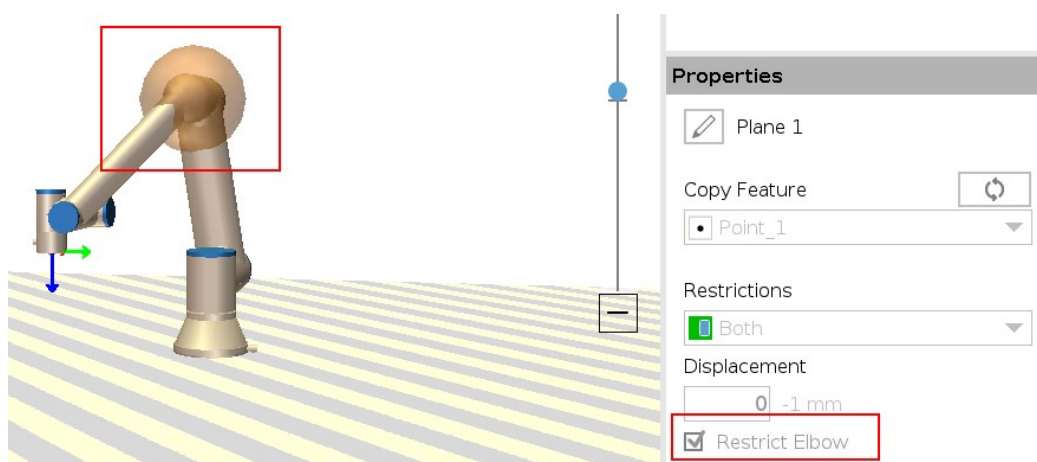 Properties
Plane 1
Copy Feature
Point_1
Restrictions
Both
Displacement
0 -1 mm
Restrict Elbow